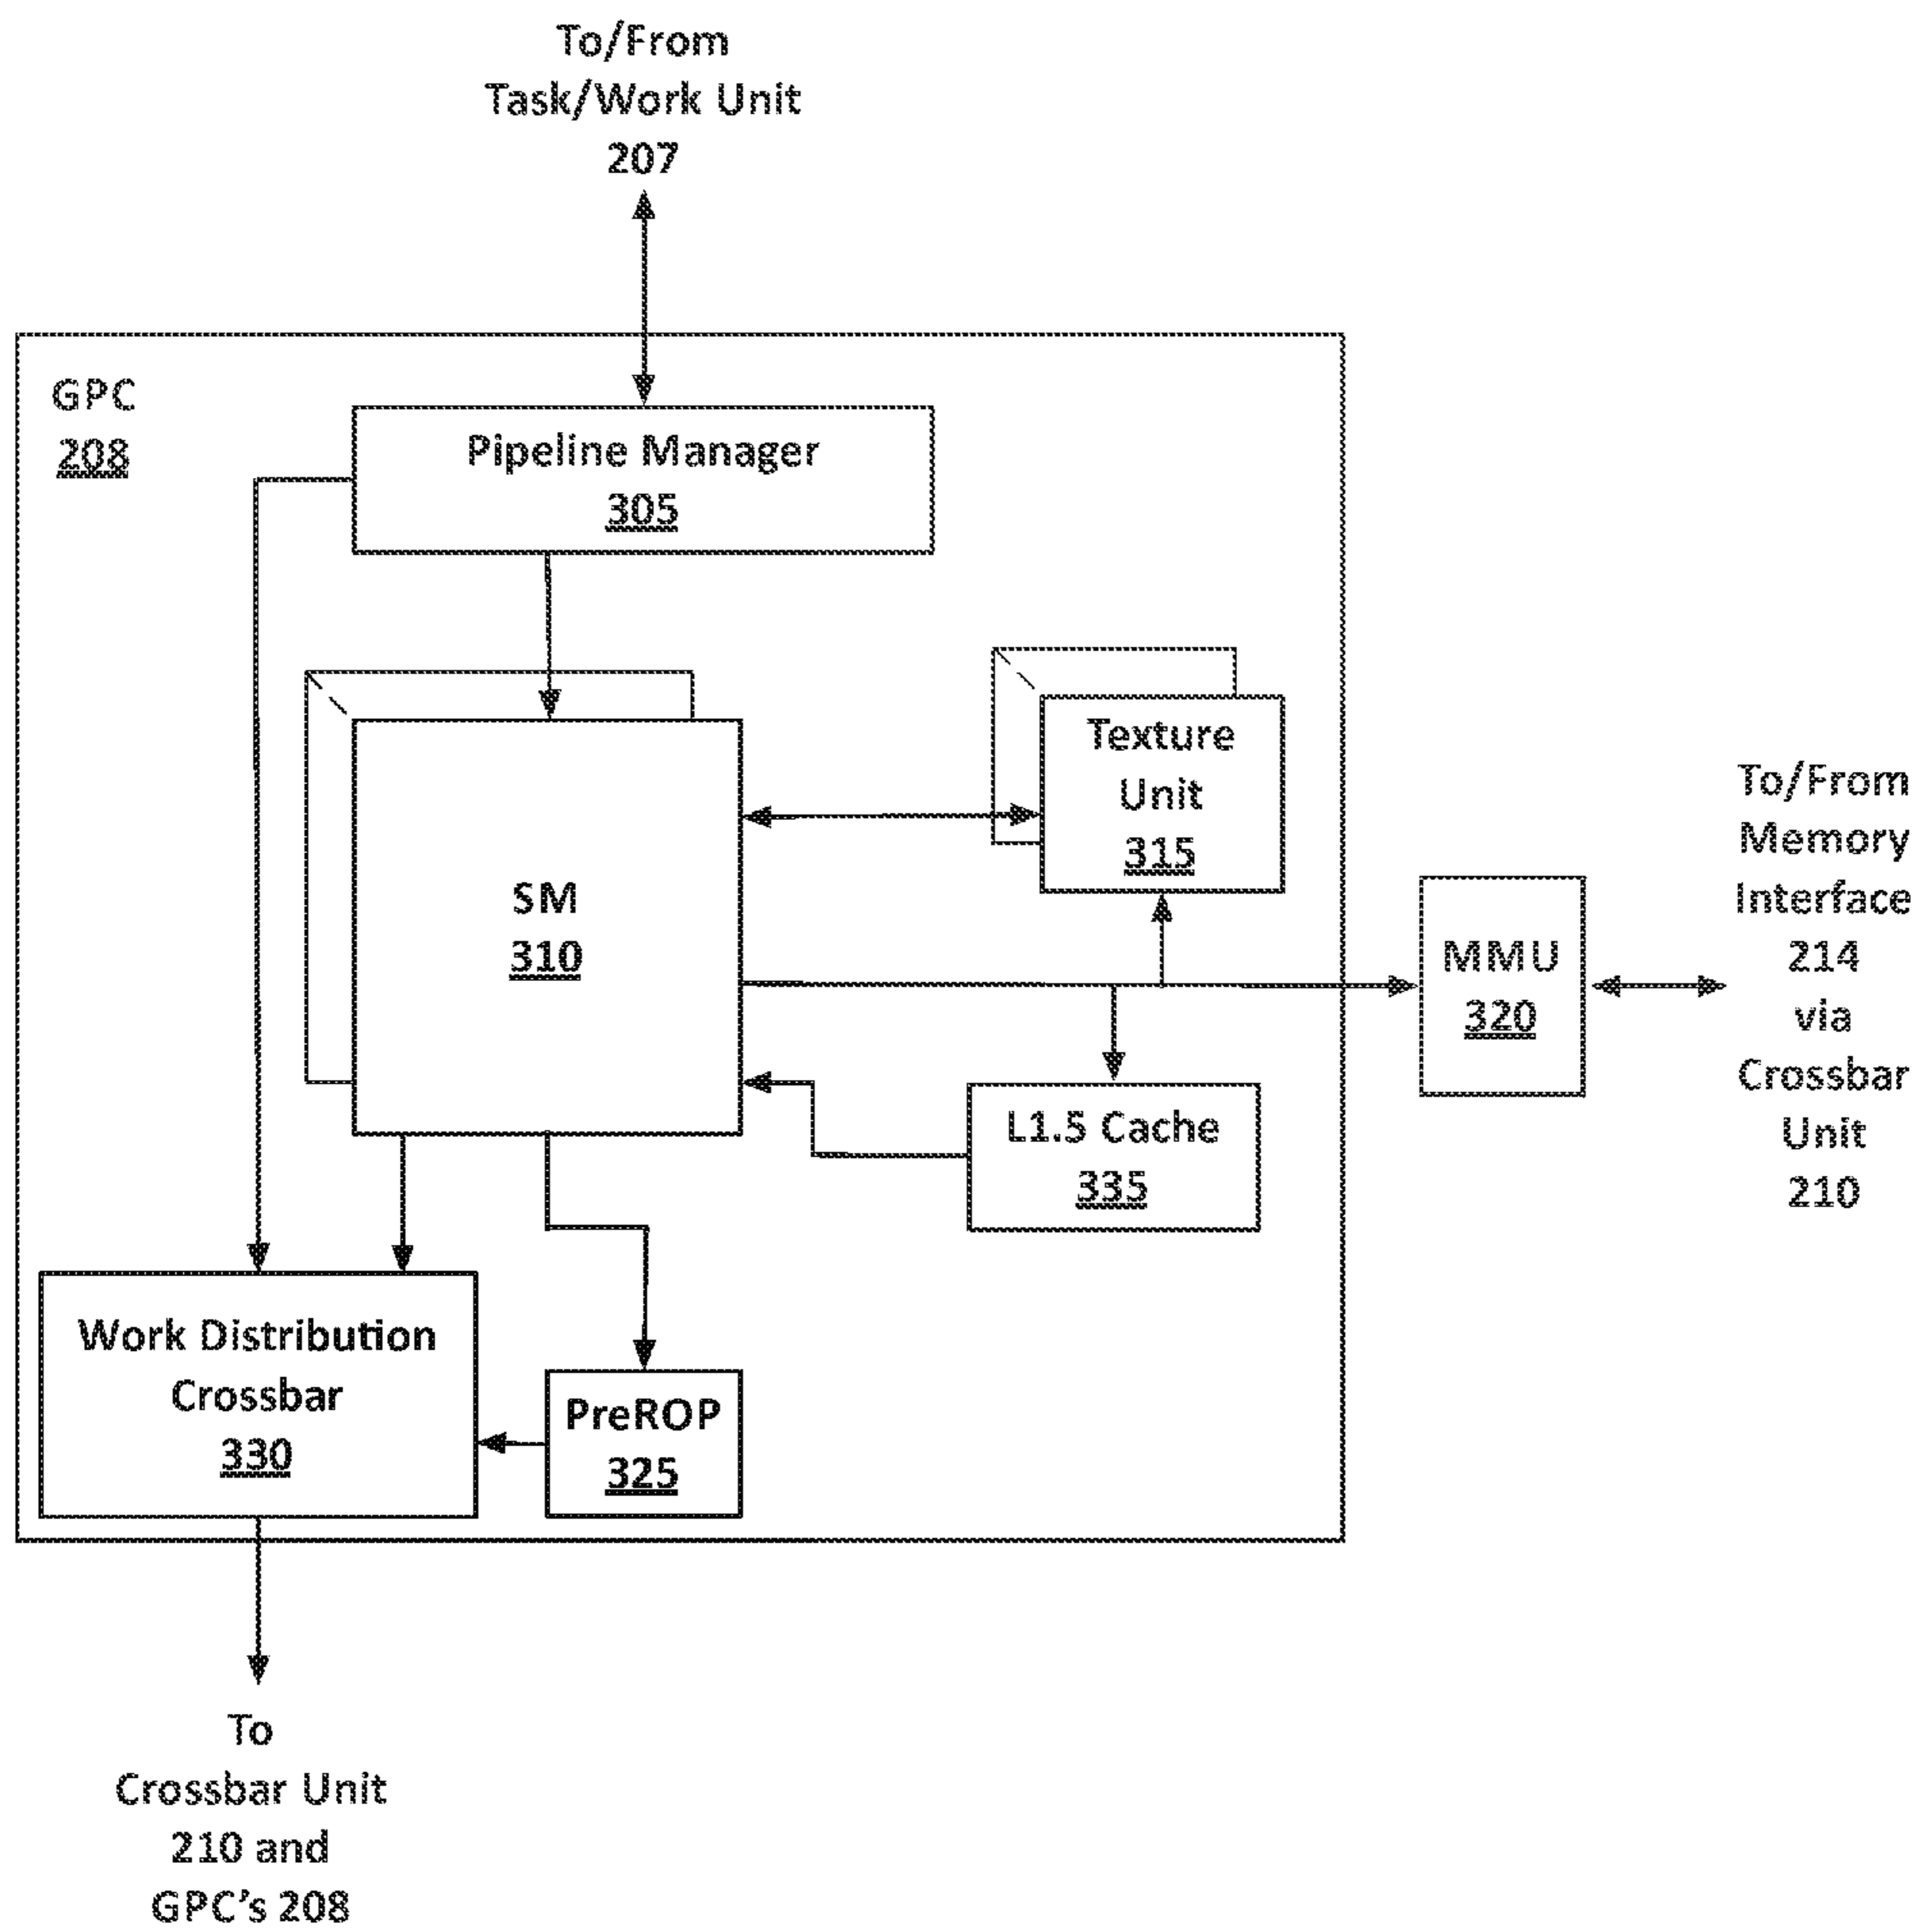 To/From
Task/Work Unit
207
GPC
208
Pipeline Manager
305
Texture
Unit
315
SM
310
To/From
Memory
Interface
214
via
Crossbar
Unit
210
MMU
320
L1.5 Cache
335
Work Distribution
Crossbar
330
PreROP
325
To
Crossbar Unit
210 and
GPC's 208